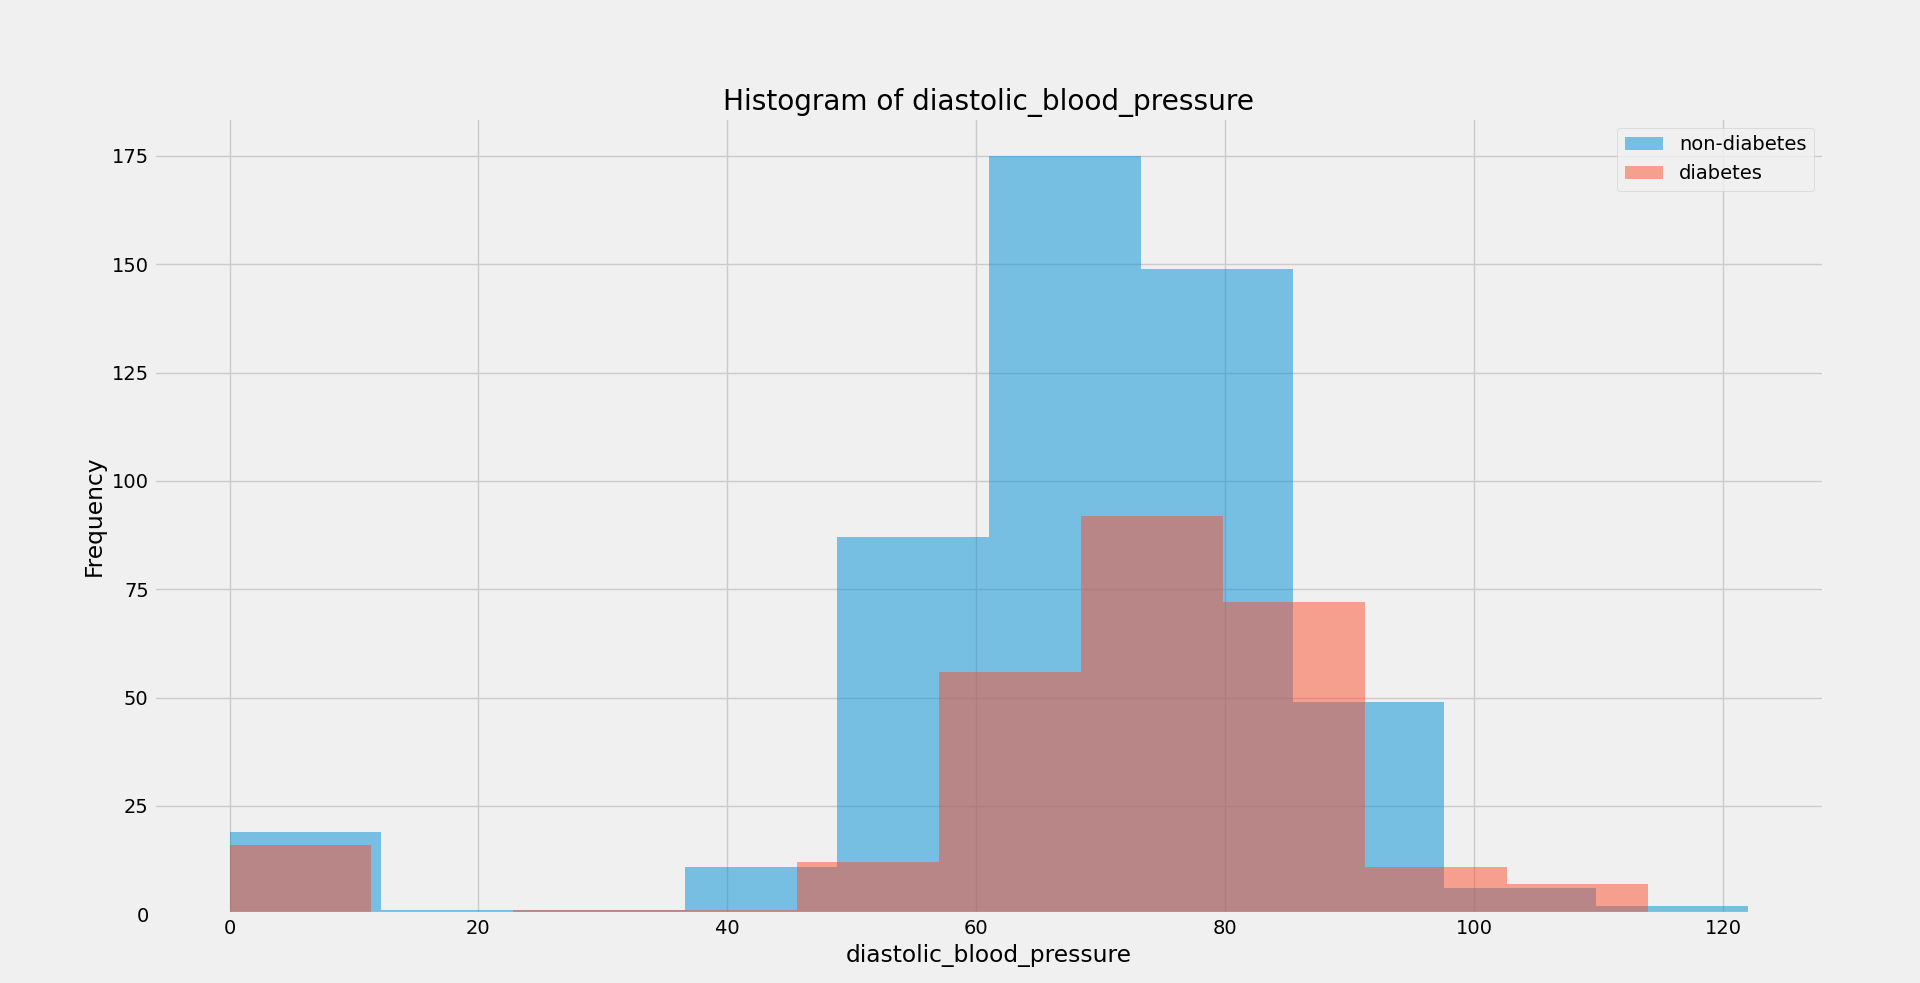 Histogram of diastolic_blood_pressure
non-diabetes
diabetes
175
150
125
100
75
50
25
0
Frequency
0 20 40 60 80 100 120
diastolic_blood_pressure